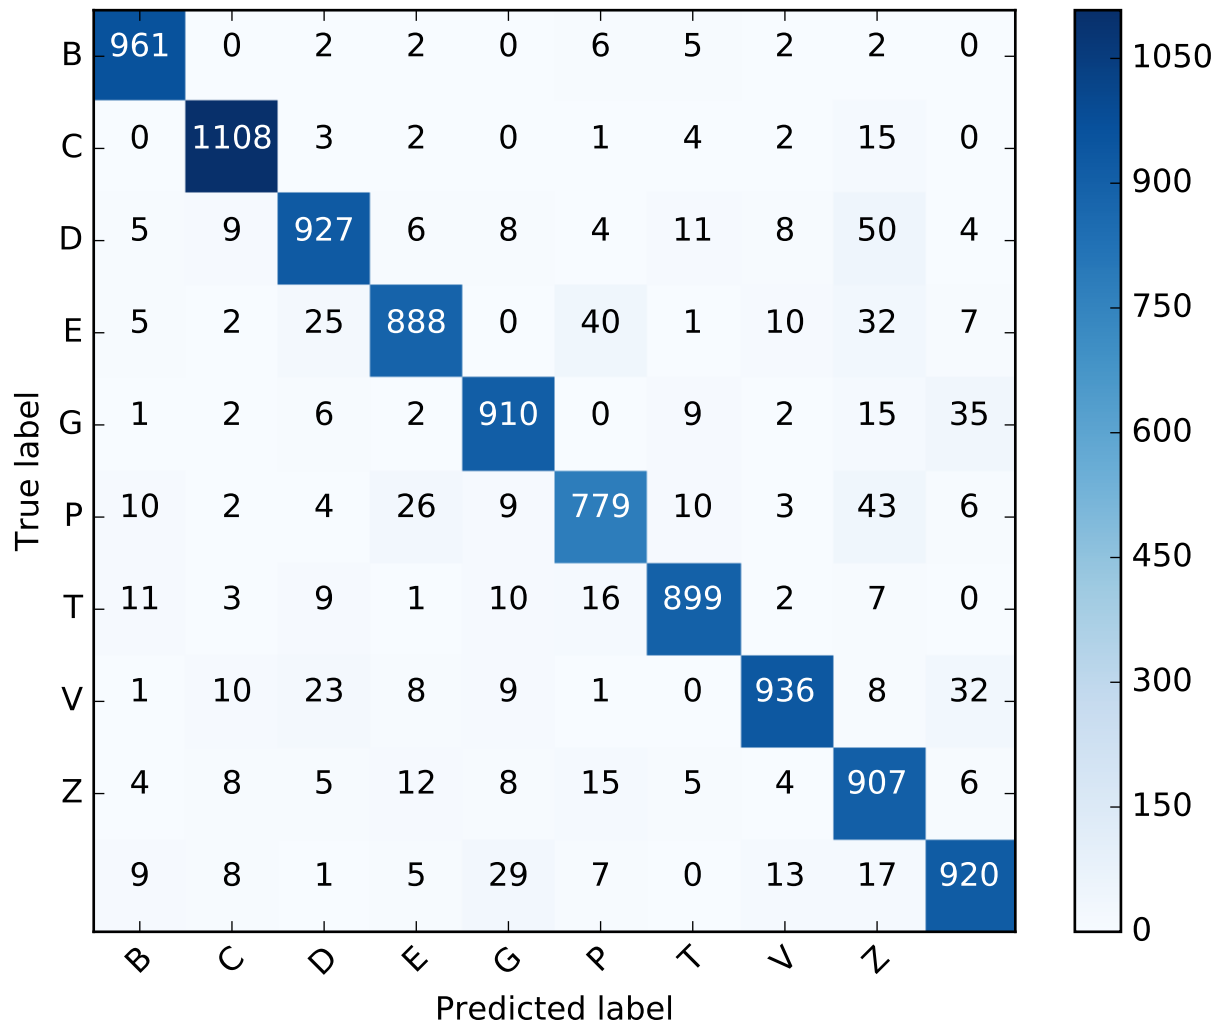 B 961 0 2 2 0 6 5 2 2 0
C 0 1108 3 2 0 1 4 2 15 0
D 5 9 927 6 8 4 11 8 50 4
E 5 2 25 888 0 40 1 10 32 7
G 1 2 6 2 910 0 9 2 15 35
P 10 2 4 26 9 779 10 3 43 6
T 11 3 9 1 10 16 899 2 7 0
V 1 10 23 8 9 1 0 936 8 32
Z 4 8 5 12 8 15 5 4 907 6
9 8 1 5 29 7 0 13 17 920
B C D E G P T V Z
True label
Predicted label
1050
900
750
600
450
300
150
0